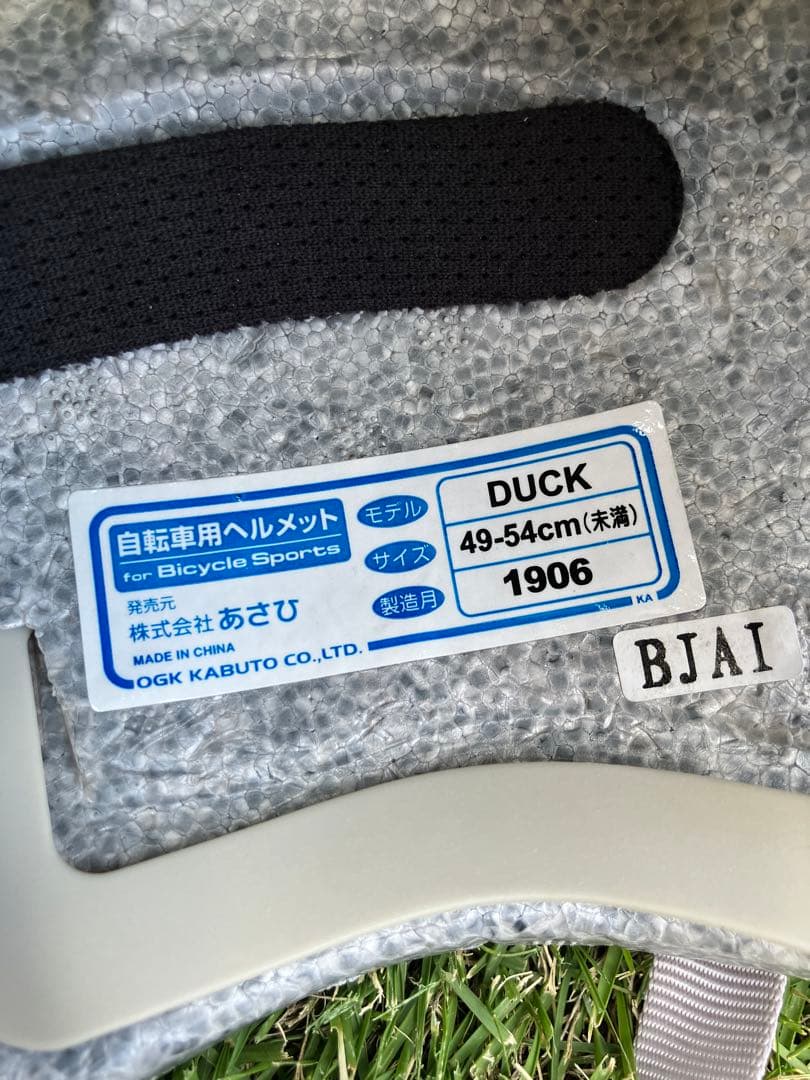 自転車用ヘルメット
for Bicycle Sports
発売元
株式会社あさひ
MADE IN CHINA
OGK KABUTO CO.,LTD.
モデル DUCK
サイズ 49-54cm(未満)
製造月 1906
KA
BJAI